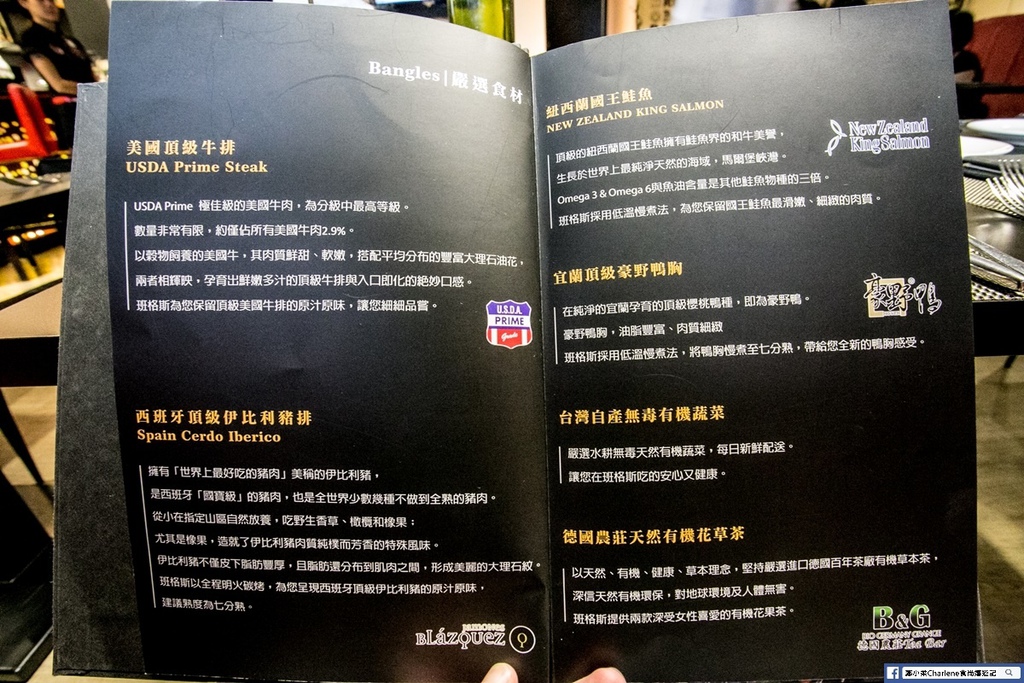 Bangles|嚴選食材
美國頂級牛排
USDA Prime Steak
USDA Prime 極佳級的美國牛肉，為分級中最高等級。
數量非常有限，約僅佔所有美國牛肉2.9%。
以穀物飼養的美國牛，其肉質鮮甜、軟嫩，搭配平均分布的豐富大理石油花，
兩者相輝映，孕育出鮮嫩多汁的頂級牛排與入口即化的絶妙口感。
班格斯為您保留頂級美國牛排的原汁原味，讓您細細品嘗。
U.S.D.A
PRIME
Grade
西班牙頂級伊比利豬排
Spain Cerdo Iberico
擁有「世界上最好吃的豬肉」美稱的伊比利豬，
是西班牙「國寶級」的豬肉，也是全世界少數幾種不做到全熟的豬肉。
從小在指定山區自然放養，吃野生香草、橄欖和橡果；
尤其是橡果，造就了伊比利豬肉質純樸而芳香的特殊風味。
伊比利豬不僅皮下脂肪豐厚，且脂肪還分布到肌肉之間，形成美麗的大理石紋。
班格斯以全程明火碳烤，為您呈現西班牙頂級伊比利豬的原汁原味，
建議熟度為七分熟。
Jamones
BLázquez
紐西蘭國王鮭魚
NEW ZEALAND KING SALMON
頂級的紐西蘭國王鮭魚擁有鮭魚界的和牛美譽，
生長於世界上最純淨天然的海域，馬爾堡峽灣。
Omega 3 & Omega 6與魚油含量是其他鮭魚物種的三倍。
班格斯採用低溫慢煮法，為您保留國王鮭魚最滑嫩、細緻的肉質。
New Zealand
King Salmon
宜蘭頂級豪野鴨胸
在純淨的宜蘭孕育的頂級櫻桃鴨種，即為豪野鴨。
豪野鴨胸，油脂豐富、肉質細緻
班格斯採用低溫慢煮法，將鴨胸慢煮至七分熟，帶給您全新的鴨胸感受。
豪野鴨
台灣自產無毒有機蔬菜
嚴選水耕無毒天然有機蔬菜，每日新鮮配送。
讓您在班格斯吃的安心又健康。
德國農莊天然有機花草茶
以天然、有機、健康、草本理念，堅持嚴選進口德國百年茶廠有機草本茶，
深信天然有機環保，對地球環境及人體無害。
班格斯提供兩款深受女性喜愛的有機花果茶。
B&G
BIO GERMANY GRANGE
德國農莊Tea Bar